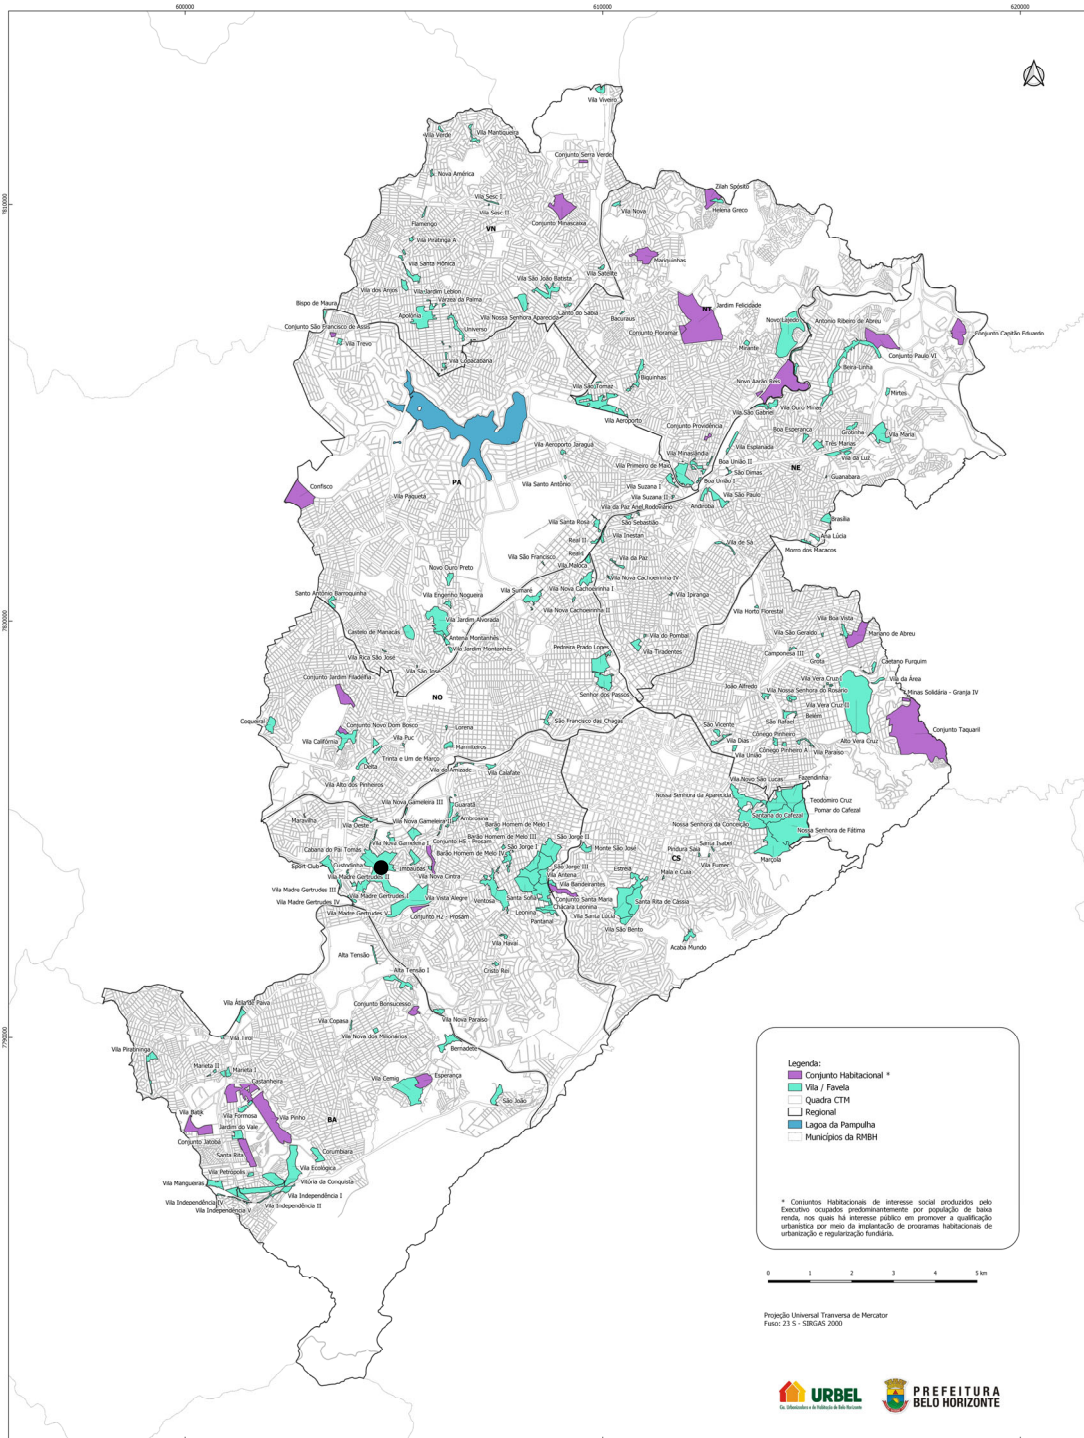 600000
610000
620000
7810000
7800000
7790000
Vila Viveiro
Vila Verde
Vila Mantiqueira
Conjunto Serra Verde
Nova América
Zilah Spósito
Vila Sesc I
Vila Sesc II
Vila Nova
Helena Greco
Flamengo
Conjunto Minascaixa
VN
Vila Piratinga A
Vila Santa Mônica
Mariquinhas
Vila Satélite
Vila São João Batista
Vila dos Anjos
Vila Jardim Leblon
Várzea da Palma
Bispo de Maura
Apolônia
Vila Nossa Senhora Aparecida
Canto do Sabiá
Bacuraus
NT
Jardim Felicidade
Novo Lajedo
Antonio Ribeiro de Abreu
Conjunto São Francisco de Assis
Universo
Conjunto Floramar
Conjunto Capitão Eduardo
Vila Trevo
Mirante
Vila Copacabana
Conjunto Paulo VI
Beira-Linha
Biquinhas
Vila São Tomaz
Novo Aarão Reis
Mirtes
Vila Aeroporto
Vila São Gabriel
Vila Ouro Minas
Conjunto Providência
Boa Esperança
Grotinha
Vila Maria
Vila Aeroporto Jaraguá
Vila Esplanada
Três Marias
Vila Minaslândia
Vila da Luz
Boa União II
Vila Primeiro de Maio
São Dimas
NE
PA
Confisco
Vila Santo Antônio
Vila Suzana I
Boa União I
Guanabara
Vila Paquetá
Vila Suzana II
Vila São Paulo
Vila da Paz Anel Rodoviário
Andiroba
São Sebastião
Brasília
Vila Santa Rosa
Real II
Vila Inestan
Ana Lúcia
Vila de Sá
Morro dos Macacos
Vila São Francisco
Vila Maloca
Vila da Paz
Novo Ouro Preto
Vila Nova Cachoeirinha IV
Vila Engenho Nogueira
Vila Sumaré
Vila Nova Cachoeirinha I
Vila Ipiranga
Santo Antônio Barroquinha
Vila Nova Cachoeirinha II
Vila Horto Florestal
Vila Jardim Alvorada
Vila Boa Vista
Castelo de Manacás
Antena Montanhês
Vila do Pombal
Vila São Geraldo
Mariano de Abreu
Vila Jardim Montanhês
Pedreira Prado Lopes
Vila Tiradentes
Camponesa III
Vila Rica São José
Grota
Caetano Furquim
Vila São José
Conjunto Jardim Filadélfia
João Alfredo
Vila Vera Cruz I
Vila da Área
Senhor dos Passos
Vila Nossa Senhora do Rosário
Minas Solidária - Granja IV
NO
Vila Vera Cruz II
Coqueiral
São Francisco das Chagas
São Rafael
Belém
Conjunto Novo Dom Bosco
Lorena
São Vicente
Cônego Pinheiro
Conjunto Taquaril
Vila Califórnia
Vila Puc
Marmiteiros
Vila Dias
Cônego Pinheiro A
Alto Vera Cruz
Trinta e Um de Março
Vila União
Vila Paraíso
Delta
Vila da Amizade
Vila Calafate
Vila Alto dos Pinheiros
Vila Novo São Lucas
Fazendinha
Nossa Senhora da Aparecida
Vila Nova Gameleira III
Guaratã
Teodomiro Cruz
Pomar do Cafezal
Maravilha
Vila Oeste
Vila Nova Gameleira II
Ambrosina
Barão Homem de Melo I
Santana do Cafezal
Nossa Senhora da Conceição
Vila Nova Gameleira I
Barão Homem de Melo III
São Jorge II
Nossa Senhora de Fátima
Cabana do Pai Tomás
São Jorge I
Monte São José
Santa Isabel
Sport Club
Custodinha
Imbaúbas
Barão Homem de Melo IV
Pindura Saia
CS
Marçola
São Jorge III
Estrela
Vila Fumec
Vila Madre Gertrudes II
Vila Nova Cintra
Vila Antena
Mala e Cuia
Vila Madre Gertrudes III
Vila Bandeirantes
Vila Madre Gertrudes I
Vila Vista Alegre
Ventosa
Santa Sofia
Conjunto Santa Maria
Vila Madre Gertrudes IV
Chácara Leonina
Santa Rita de Cássia
Vila Madre Gertrudes V
Conjunto H2 - Prosam
Leonina
Pantanal
Vila Santa Lúcia
Vila São Bento
Vila Havaí
Acaba Mundo
Alta Tensão
Alta Tensão I
Cristo Rei
Vila Átila de Paiva
Conjunto Bonsucesso
Vila Nova Paraíso
Vila Copasa
Vila Nova dos Milionários
Bernadete
Vila Piratininga
Marieta II
Marieta I
Vila Cemig
Esperança
Castanheira
São João
Vila Batik
Vila Formosa
Vila Pinho
BA
Jardim do Vale
Conjunto Jatobá
Corumbiara
Santa Rita
Vila Petrópolis
Vila Ecológica
Vila Mangueiras
Vitória da Conquista
Vila Independência I
Vila Independência IV
Vila Independência III
Vila Independência V
Legenda:
Conjunto Habitacional *
Vila / Favela
Quadra CTM
Regional
Lagoa da Pampulha
Municípios da RMBH
* Conjuntos Habitacionais de interesse social produzidos pelo
Executivo ocupados predominantemente por população de baixa
renda, nos quais há interesse público em promover a qualificação
urbanística por meio da implantação de programas habitacionais de
urbanização e regularização fundiária.
0 1 2 3 4 5 km
Projeção Universal Tranversa de Mercator
Fuso: 23 S - SIRGAS 2000
URBEL
Cia. Urbanizadora e de Habitação de Belo Horizonte
PREFEITURA
BELO HORIZONTE